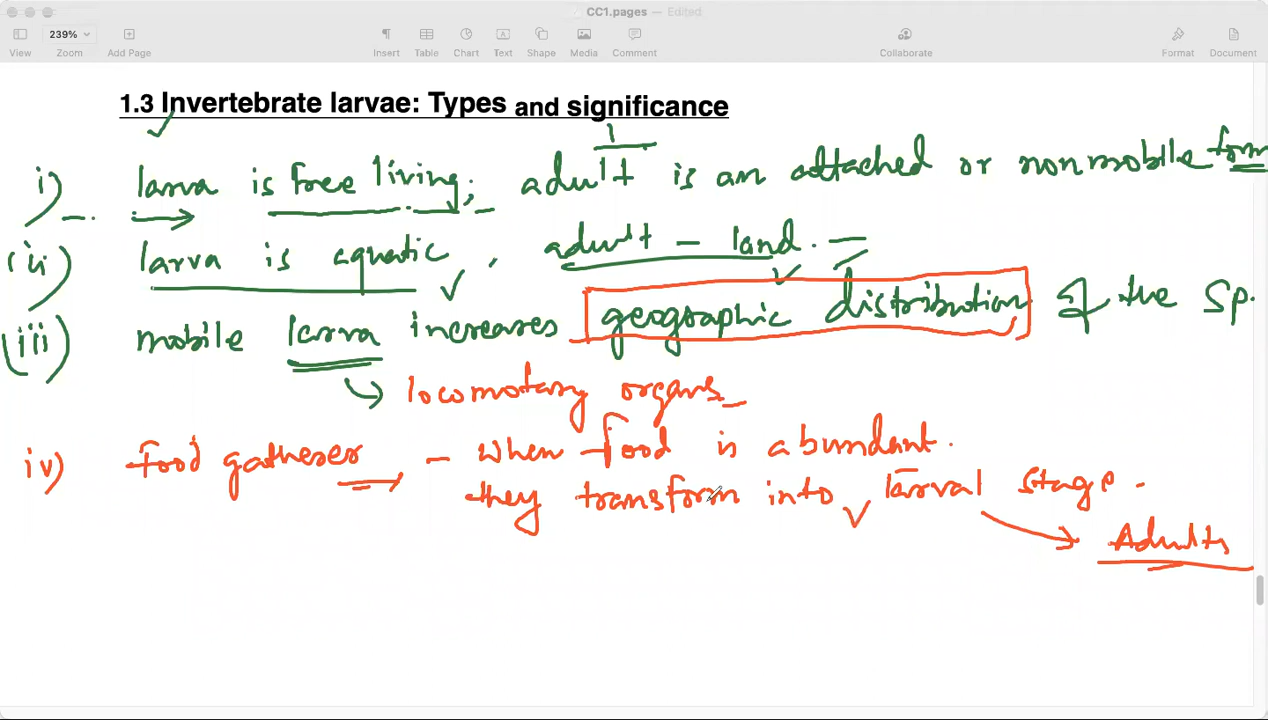 CC1.pages — Edited
239%
View Zoom Add Page Insert Table Chart Text Shape Media Comment Collaborate Format Document
1.3 Invertebrate larvae: Types and significance
i) larva is free living; adult is an attached or nonmobile form
(ii) larva is aquatic, adult - land.
(iii) mobile larva increases geographic distribution of the Sp.
locomotary organs
iv) food gatherer - when food is abundant.
they transform into larval stage.
Adults